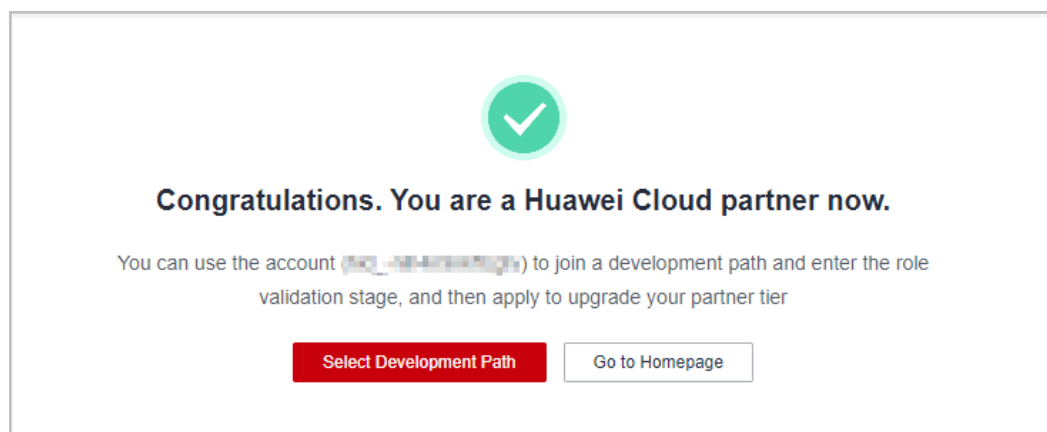 Congratulations. You are a Huawei Cloud partner now.
You can use the account () to join a development path and enter the role
validation stage, and then apply to upgrade your partner tier
Select Development Path
Go to Homepage